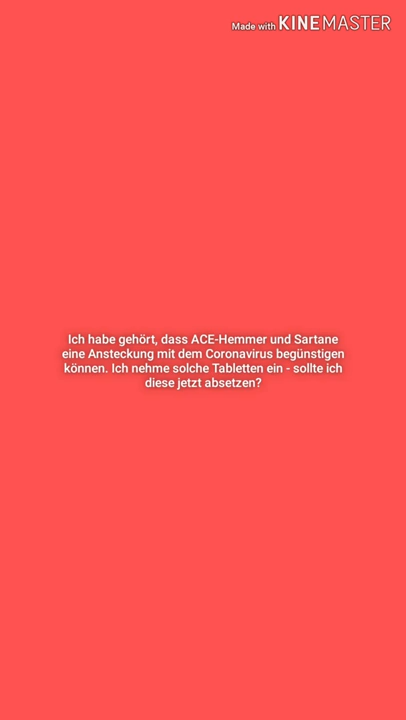 Made with KINEMASTER
Ich habe gehört, dass ACE-Hemmer und Sartane
eine Ansteckung mit dem Coronavirus begünstigen
können. Ich nehme solche Tabletten ein - sollte ich
diese jetzt absetzen?